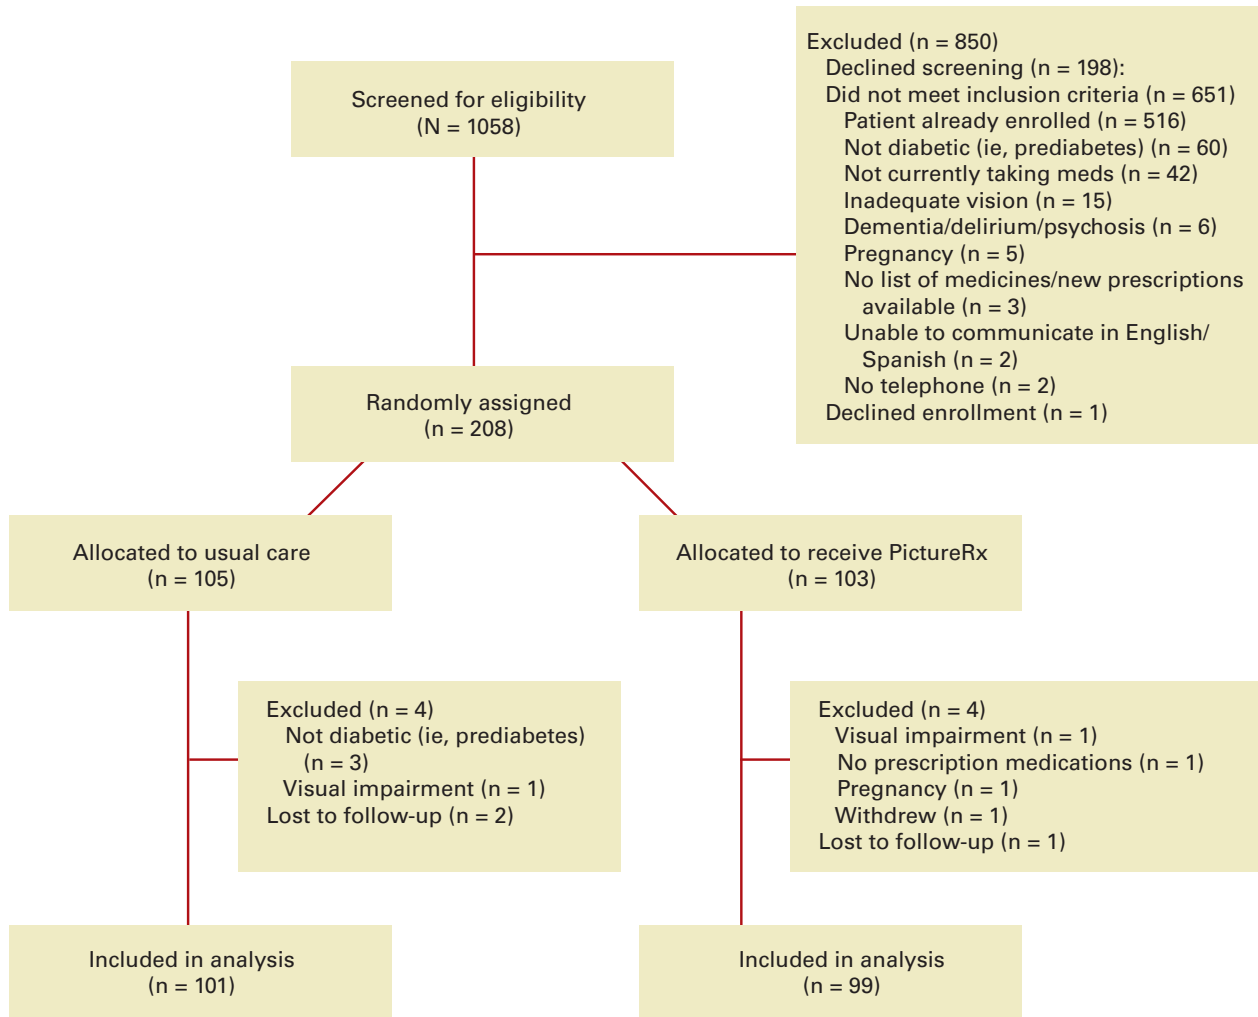 Screened for eligibility
(N = 1058)
Excluded (n = 850)
Declined screening (n = 198):
Did not meet inclusion criteria (n = 651)
Patient already enrolled (n = 516)
Not diabetic (ie, prediabetes) (n = 60)
Not currently taking meds (n = 42)
Inadequate vision (n = 15)
Dementia/delirium/psychosis (n = 6)
Pregnancy (n = 5)
No list of medicines/new prescriptions
available (n = 3)
Unable to communicate in English/
Spanish (n = 2)
No telephone (n = 2)
Declined enrollment (n = 1)
Randomly assigned
(n = 208)
Allocated to usual care
(n = 105)
Allocated to receive PictureRx
(n = 103)
Excluded (n = 4)
Not diabetic (ie, prediabetes)
(n = 3)
Visual impairment (n = 1)
Lost to follow-up (n = 2)
Excluded (n = 4)
Visual impairment (n = 1)
No prescription medications (n = 1)
Pregnancy (n = 1)
Withdrew (n = 1)
Lost to follow-up (n = 1)
Included in analysis
(n = 101)
Included in analysis
(n = 99)